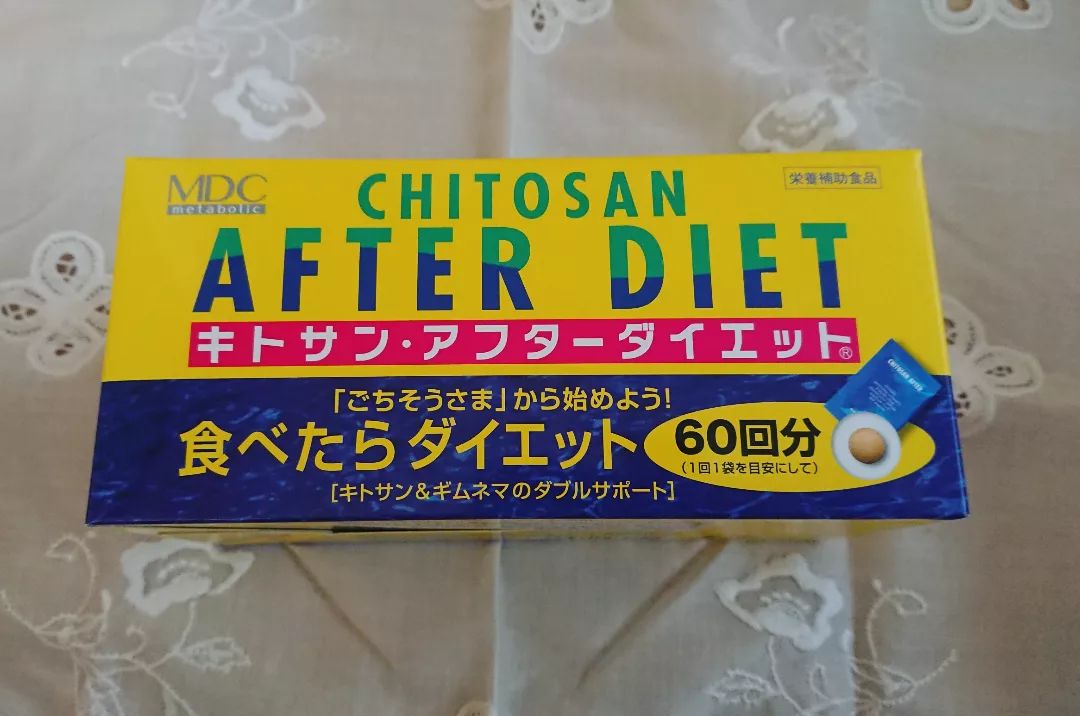 MDC
metabolic
CHITOSAN
栄養補助食品
AFTER DIET
キトサン・アフターダイエット®
「ごちそうさま」から始めよう!
食べたらダイエット
60回分
(1回1袋を目安にして)
[キトサン&ギムネマのダブルサポート]
CHITOSAN AFTER